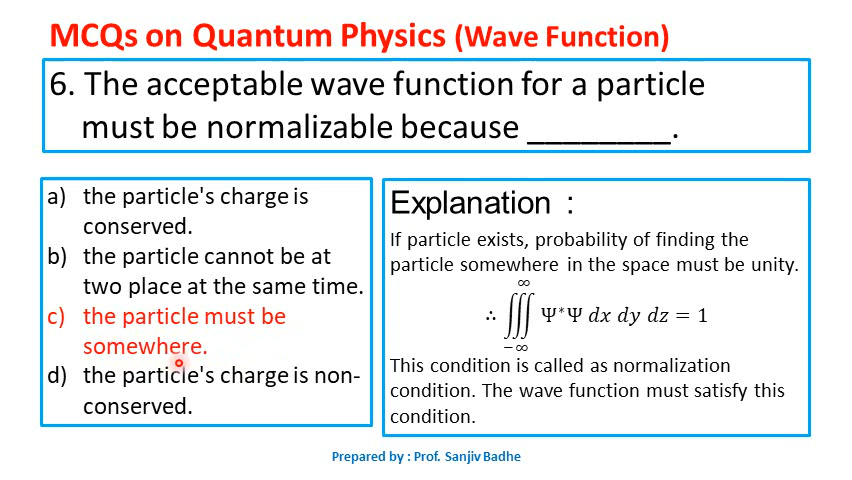 MCQs on Quantum Physics (Wave Function)
6. The acceptable wave function for a particle
must be normalizable because ________.
a) the particle's charge is
conserved.
b) the particle cannot be at
two place at the same time.
c) the particle must be
somewhere.
d) the particle's charge is non-
conserved.
Explanation :
If particle exists, probability of finding the
particle somewhere in the space must be unity.
∞
∴ ∭ Ψ*Ψ dx dy dz = 1
−∞
This condition is called as normalization
condition. The wave function must satisfy this
condition.
Prepared by : Prof. Sanjiv Badhe